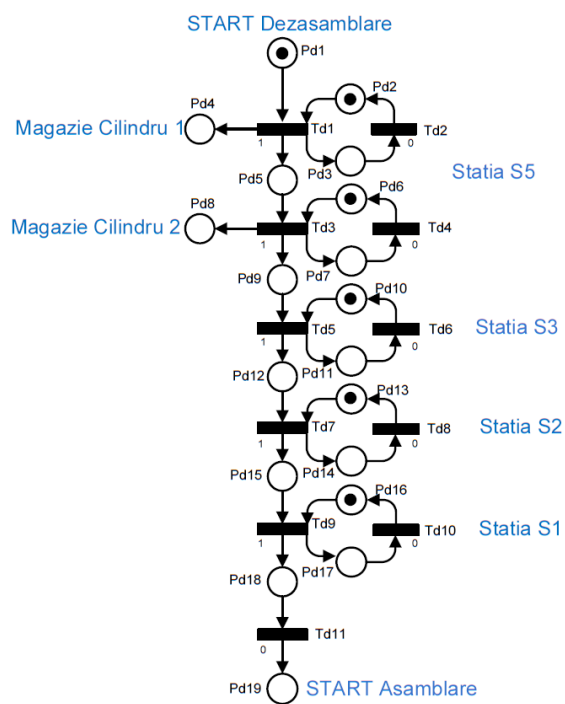 START Dezasamblare
Pd1
Pd2
Pd4
Magazie Cilindru 1
Td1
Td2
1
0
Pd3
Pd5
Statia S5
Pd6
Pd8
Magazie Cilindru 2
Td3
Td4
1
0
Pd7
Pd9
Pd10
Td5
Td6
Statia S3
1
0
Pd11
Pd12
Pd13
Td7
Td8
Statia S2
1
0
Pd14
Pd15
Pd16
Td9
Td10
Statia S1
1
0
Pd17
Pd18
Td11
0
Pd19
START Asamblare